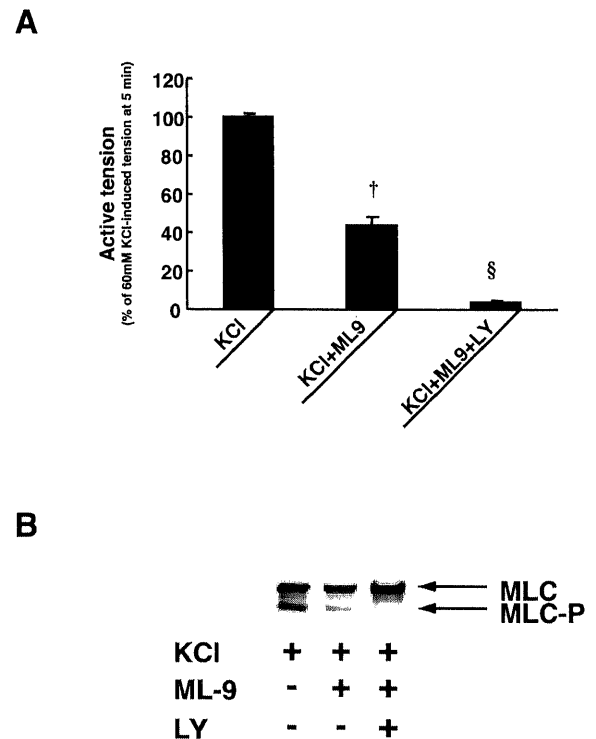 A
Active tension
(% of 60mM KCl-induced tension at 5 min)
120
100
80
60
40
20
0
†
§
KCl
KCl+ML9
KCl+ML9+LY
B
MLC
MLC-P
KCl + + +
ML-9 - + +
LY - - +